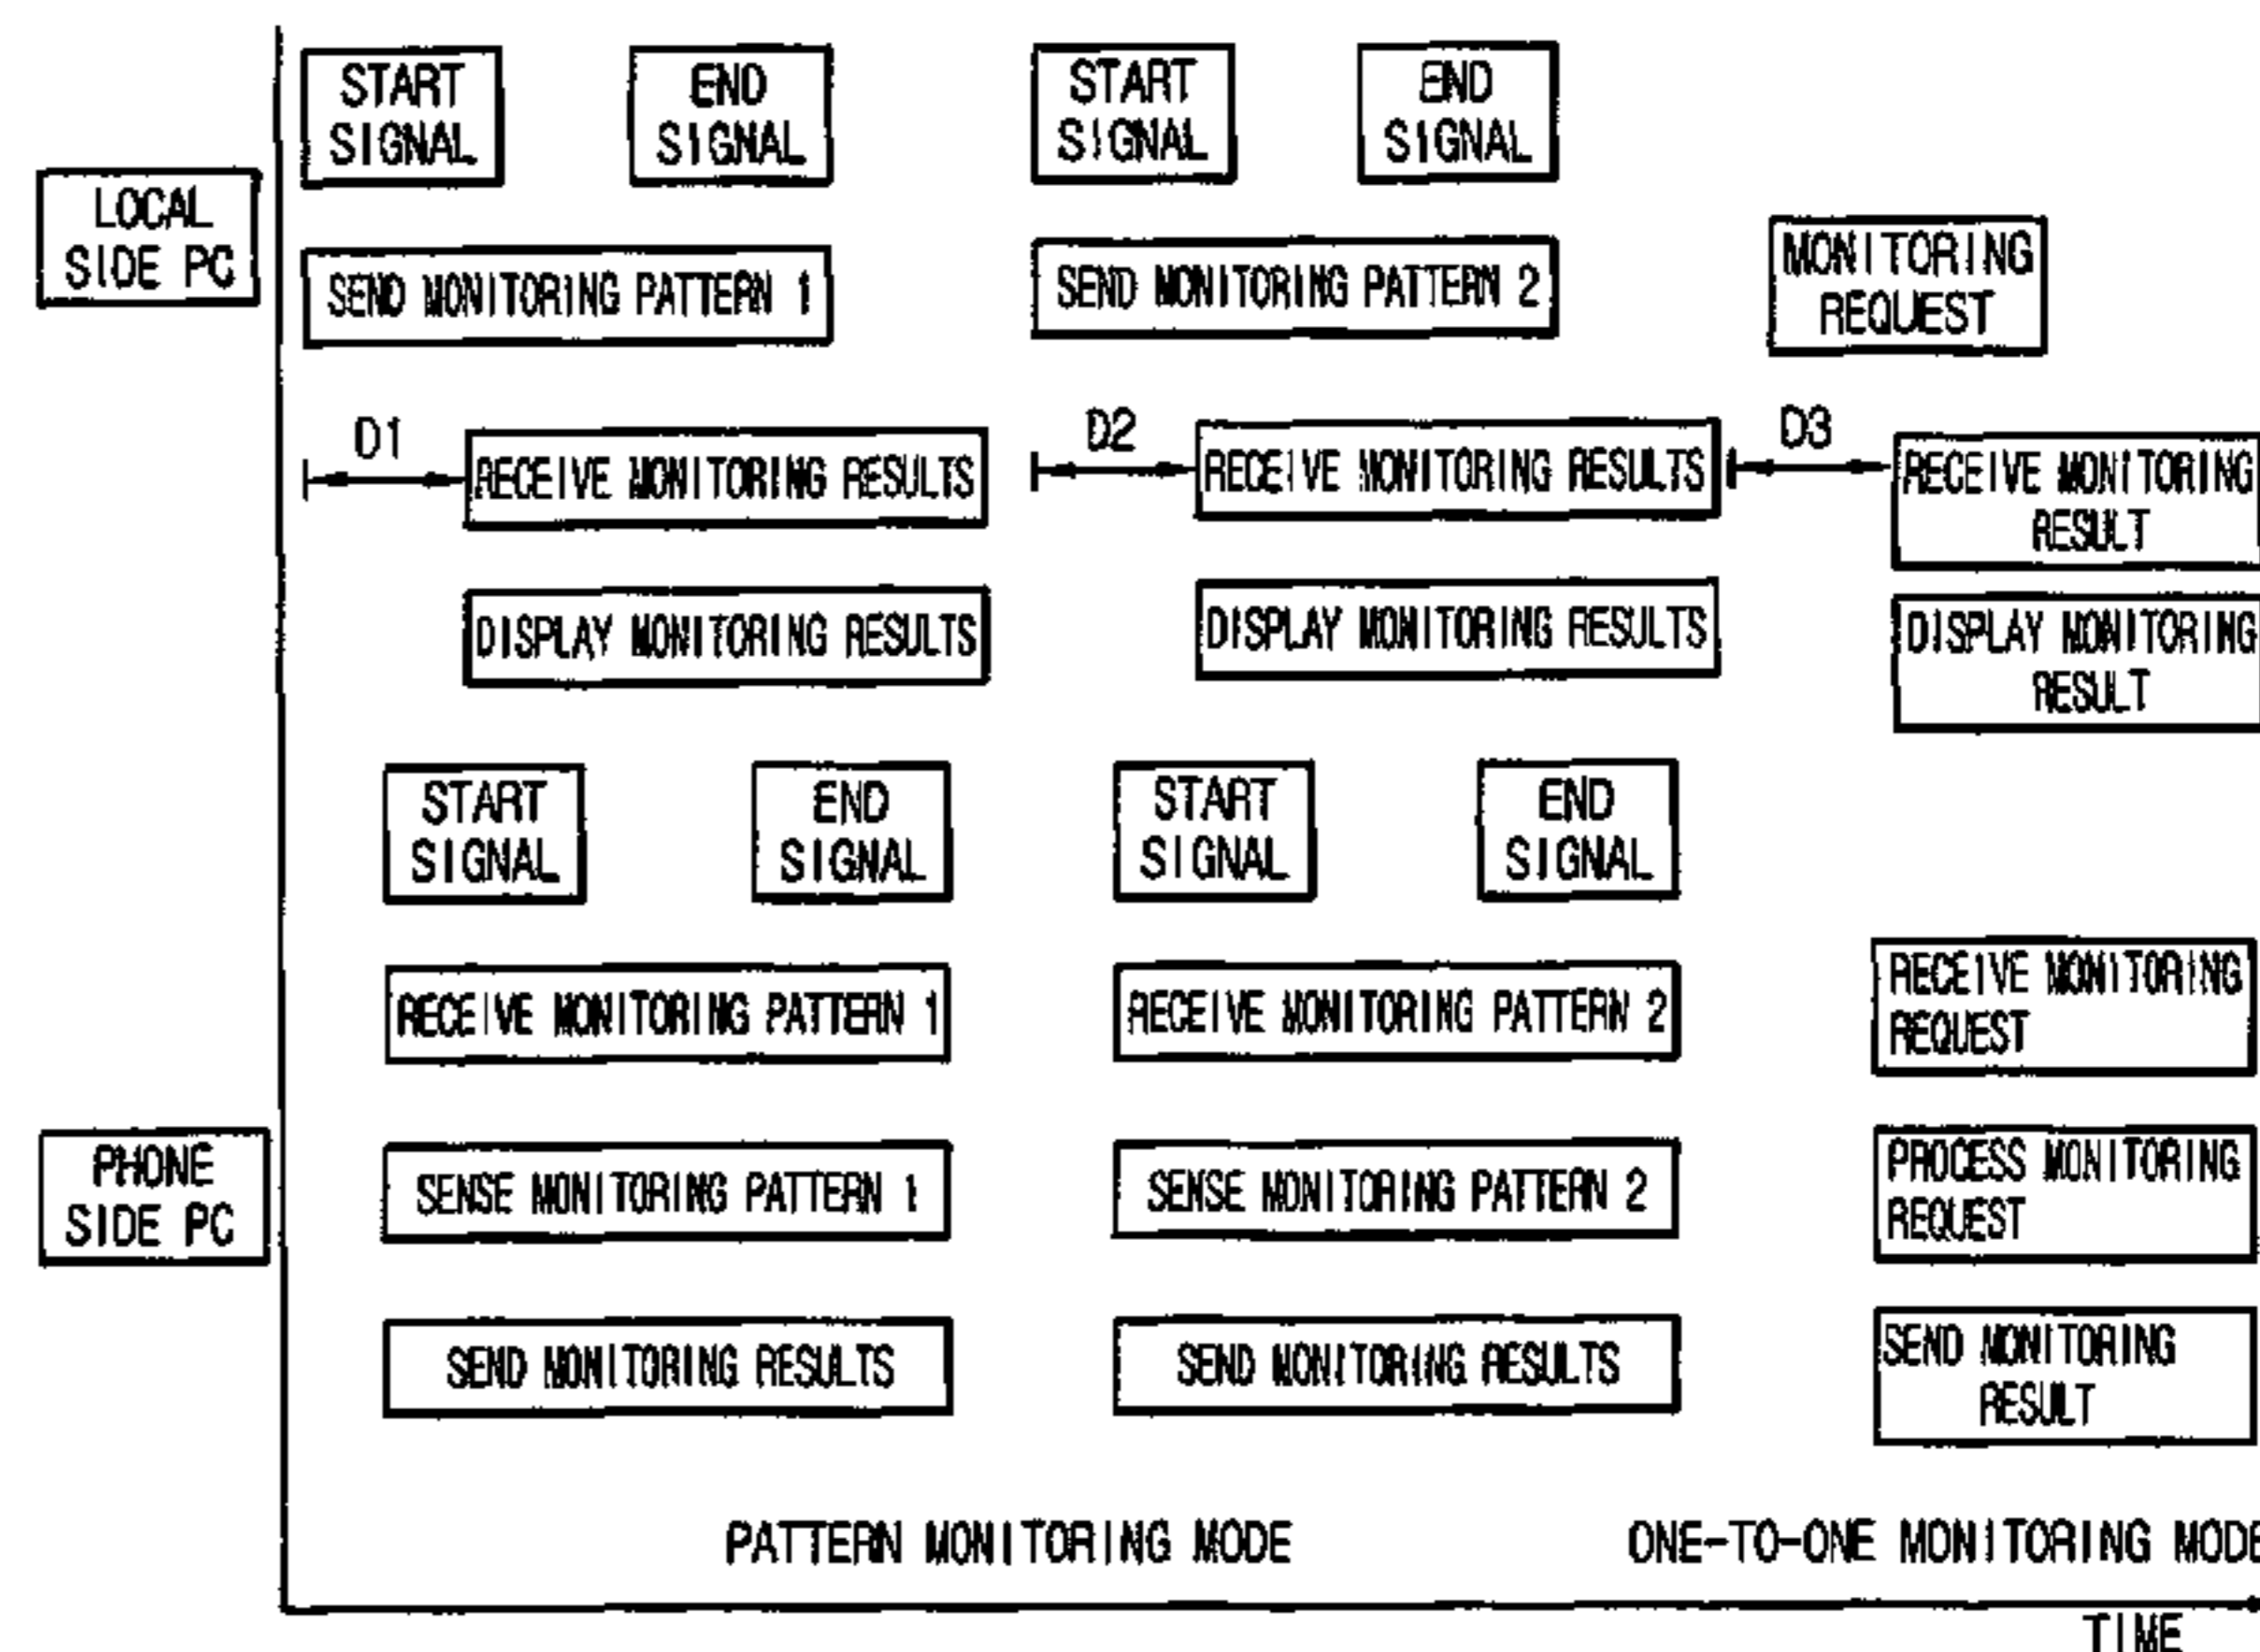 START
SIGNAL
END
SIGNAL
START
SIGNAL
END
SIGNAL
LOCAL
SIDE PC
SEND MONITORING PATTERN 1
SEND MONITORING PATTERN 2
MONITORING
REQUEST
D1
D2
D3
RECEIVE MONITORING RESULTS
RECEIVE MONITORING RESULTS
RECEIVE MONITORING
RESULT
DISPLAY MONITORING RESULTS
DISPLAY MONITORING RESULTS
DISPLAY MONITORING
RESULT
START
SIGNAL
END
SIGNAL
START
SIGNAL
END
SIGNAL
RECEIVE MONITORING PATTERN 1
RECEIVE MONITORING PATTERN 2
RECEIVE MONITORING
REQUEST
PHONE
SIDE PC
SENSE MONITORING PATTERN 1
SENSE MONITORING PATTERN 2
PROCESS MONITORING
REQUEST
SEND MONITORING RESULTS
SEND MONITORING RESULTS
SEND MONITORING
RESULT
PATTERN MONITORING MODE
ONE-TO-ONE MONITORING MODE
TIME